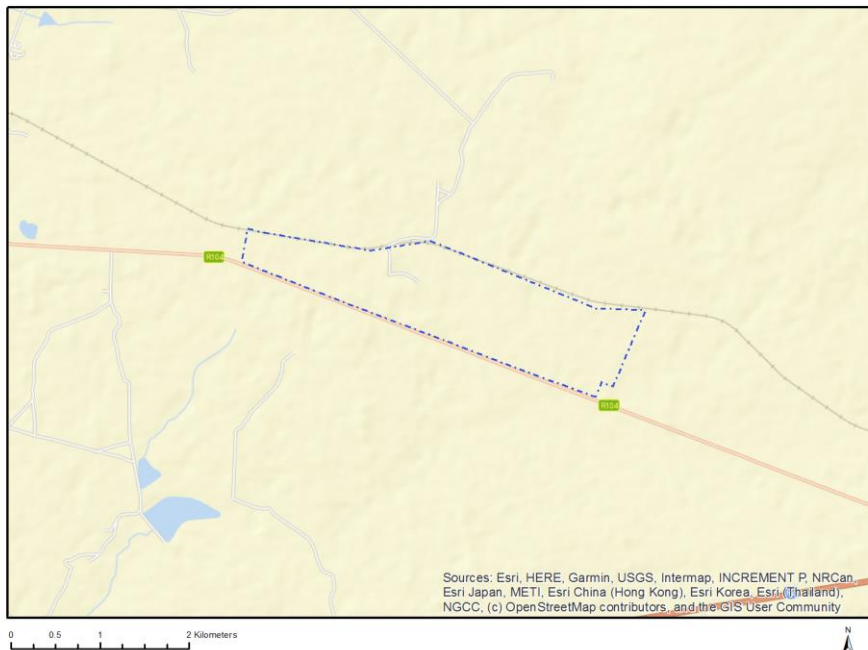 R104
R104
Sources: Esri, HERE, Garmin, USGS, Intermap, INCREMENT P, NRCan,
Esri Japan, METI, Esri China (Hong Kong), Esri Korea, Esri (Thailand),
NGCC, (c) OpenStreetMap contributors, and the GIS User Community
0 0.5 1 2 Kilometers
N